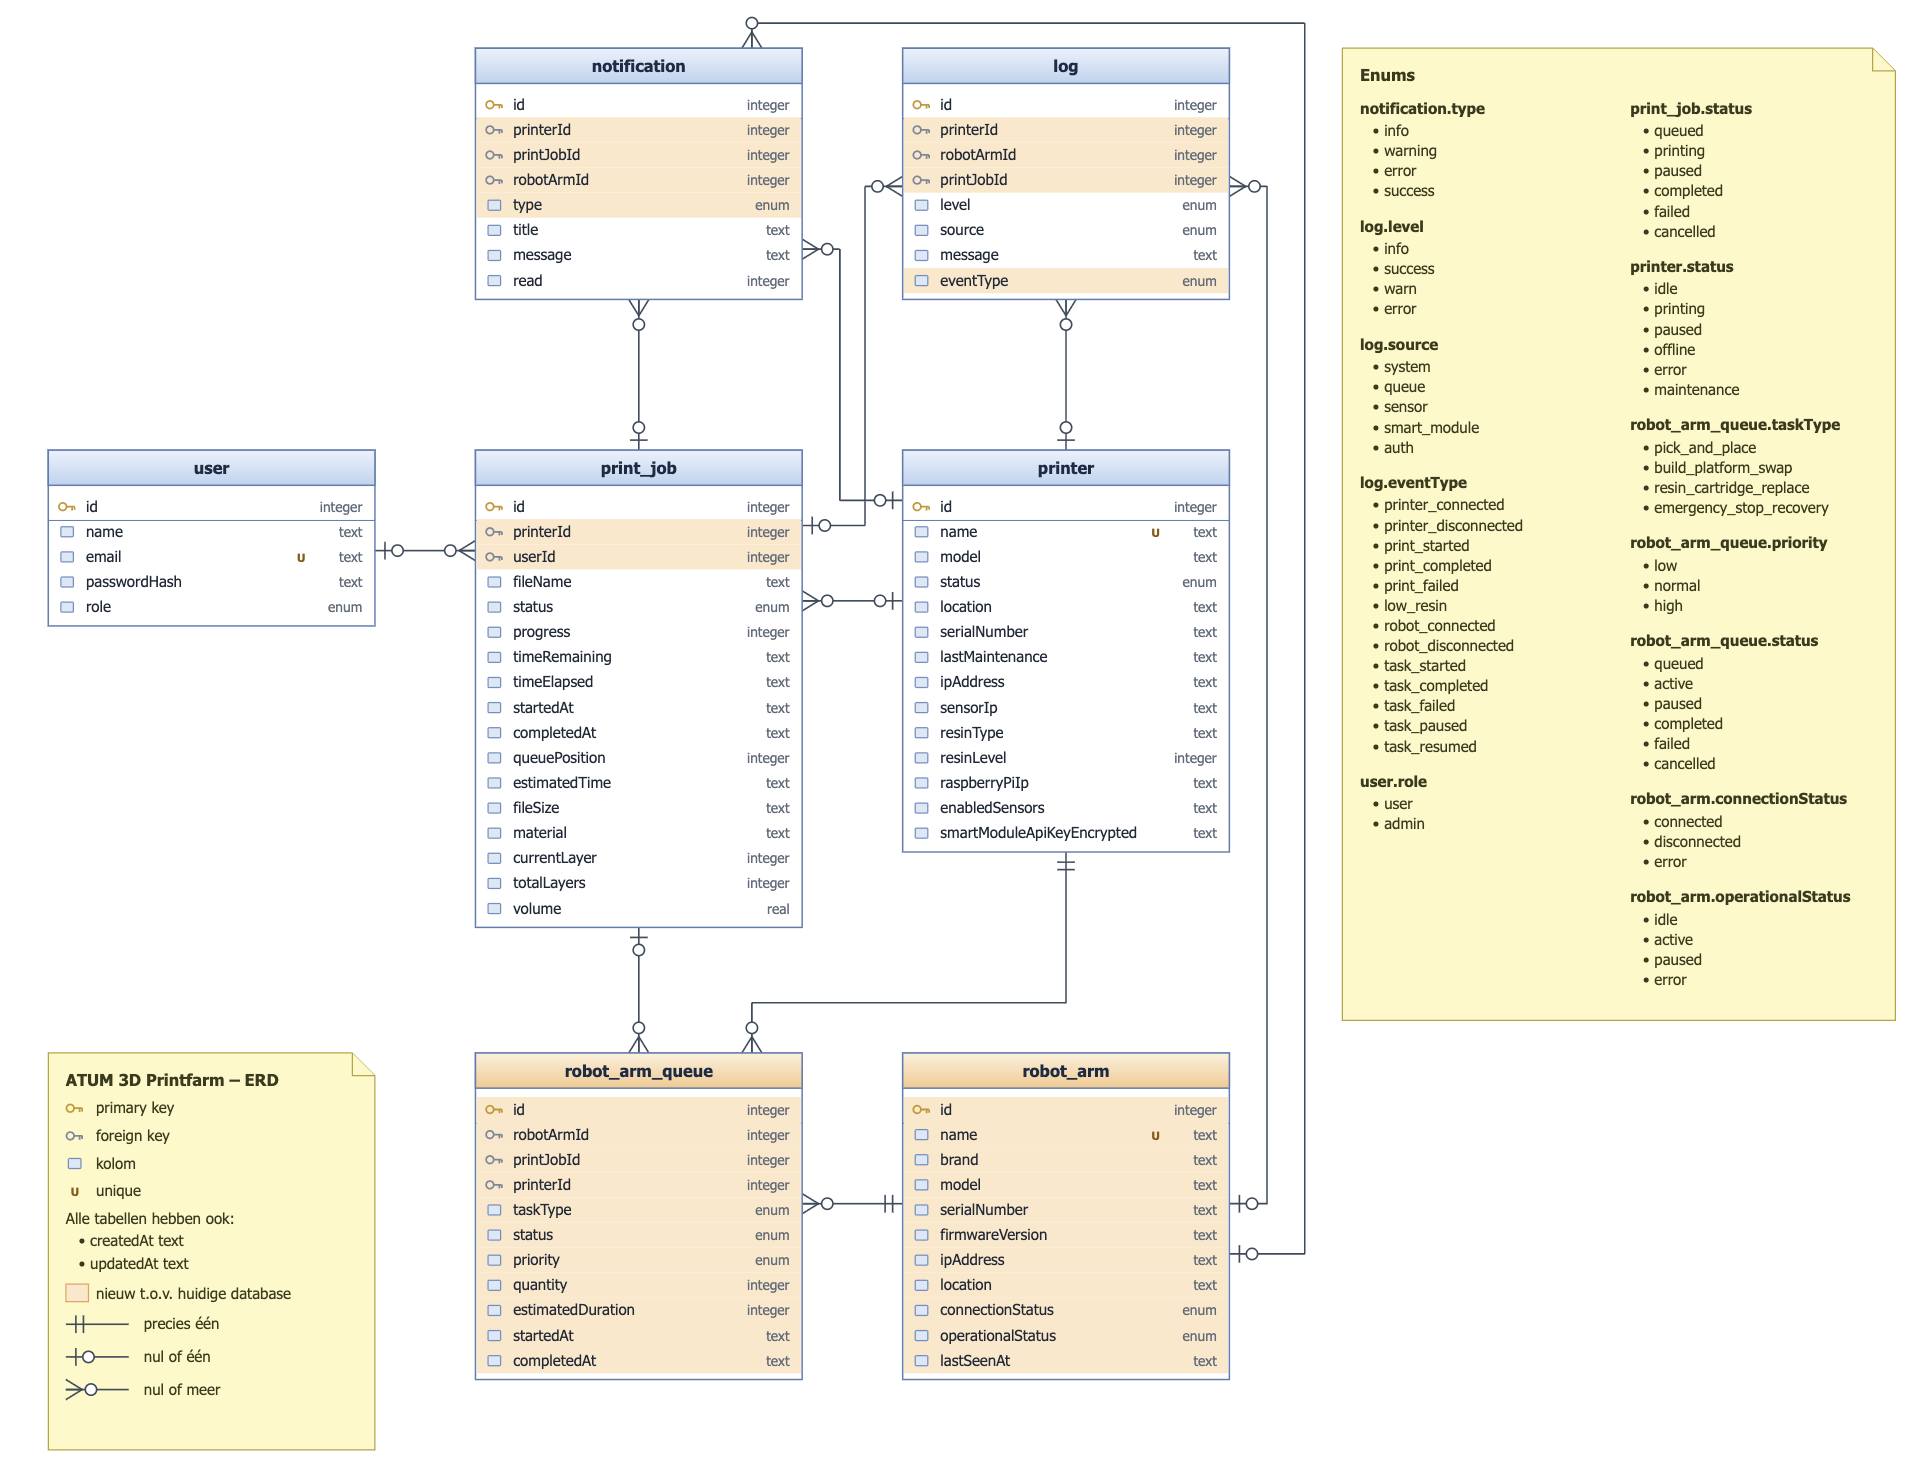 notification
id integer
printerId integer
printJobId integer
robotArmId integer
type enum
title text
message text
read integer
log
id integer
printerId integer
robotArmId integer
printJobId integer
level enum
source enum
message text
eventType enum
user
id integer
name text
email u text
passwordHash text
role enum
print_job
id integer
printerId integer
userId integer
fileName text
status enum
progress integer
timeRemaining text
timeElapsed text
startedAt text
completedAt text
queuePosition integer
estimatedTime text
fileSize text
material text
currentLayer integer
totalLayers integer
volume real
printer
id integer
name u text
model text
status enum
location text
serialNumber text
lastMaintenance text
ipAddress text
sensorIp text
resinType text
resinLevel integer
raspberryPiIp text
enabledSensors text
smartModuleApiKeyEncrypted text
robot_arm_queue
id integer
robotArmId integer
printJobId integer
printerId integer
taskType enum
status enum
priority enum
quantity integer
estimatedDuration integer
startedAt text
completedAt text
robot_arm
id integer
name u text
brand text
model text
serialNumber text
firmwareVersion text
ipAddress text
location text
connectionStatus enum
operationalStatus enum
lastSeenAt text
ATUM 3D Printfarm – ERD
primary key
foreign key
kolom
u unique
Alle tabellen hebben ook:
• createdAt text
• updatedAt text
nieuw t.o.v. huidige database
precies één
nul of één
nul of meer
Enums
notification.type
• info
• warning
• error
• success
log.level
• info
• success
• warn
• error
log.source
• system
• queue
• sensor
• smart_module
• auth
log.eventType
• printer_connected
• printer_disconnected
• print_started
• print_completed
• print_failed
• low_resin
• robot_connected
• robot_disconnected
• task_started
• task_completed
• task_failed
• task_paused
• task_resumed
user.role
• user
• admin
print_job.status
• queued
• printing
• paused
• completed
• failed
• cancelled
printer.status
• idle
• printing
• paused
• offline
• error
• maintenance
robot_arm_queue.taskType
• pick_and_place
• build_platform_swap
• resin_cartridge_replace
• emergency_stop_recovery
robot_arm_queue.priority
• low
• normal
• high
robot_arm_queue.status
• queued
• active
• paused
• completed
• failed
• cancelled
robot_arm.connectionStatus
• connected
• disconnected
• error
robot_arm.operationalStatus
• idle
• active
• paused
• error